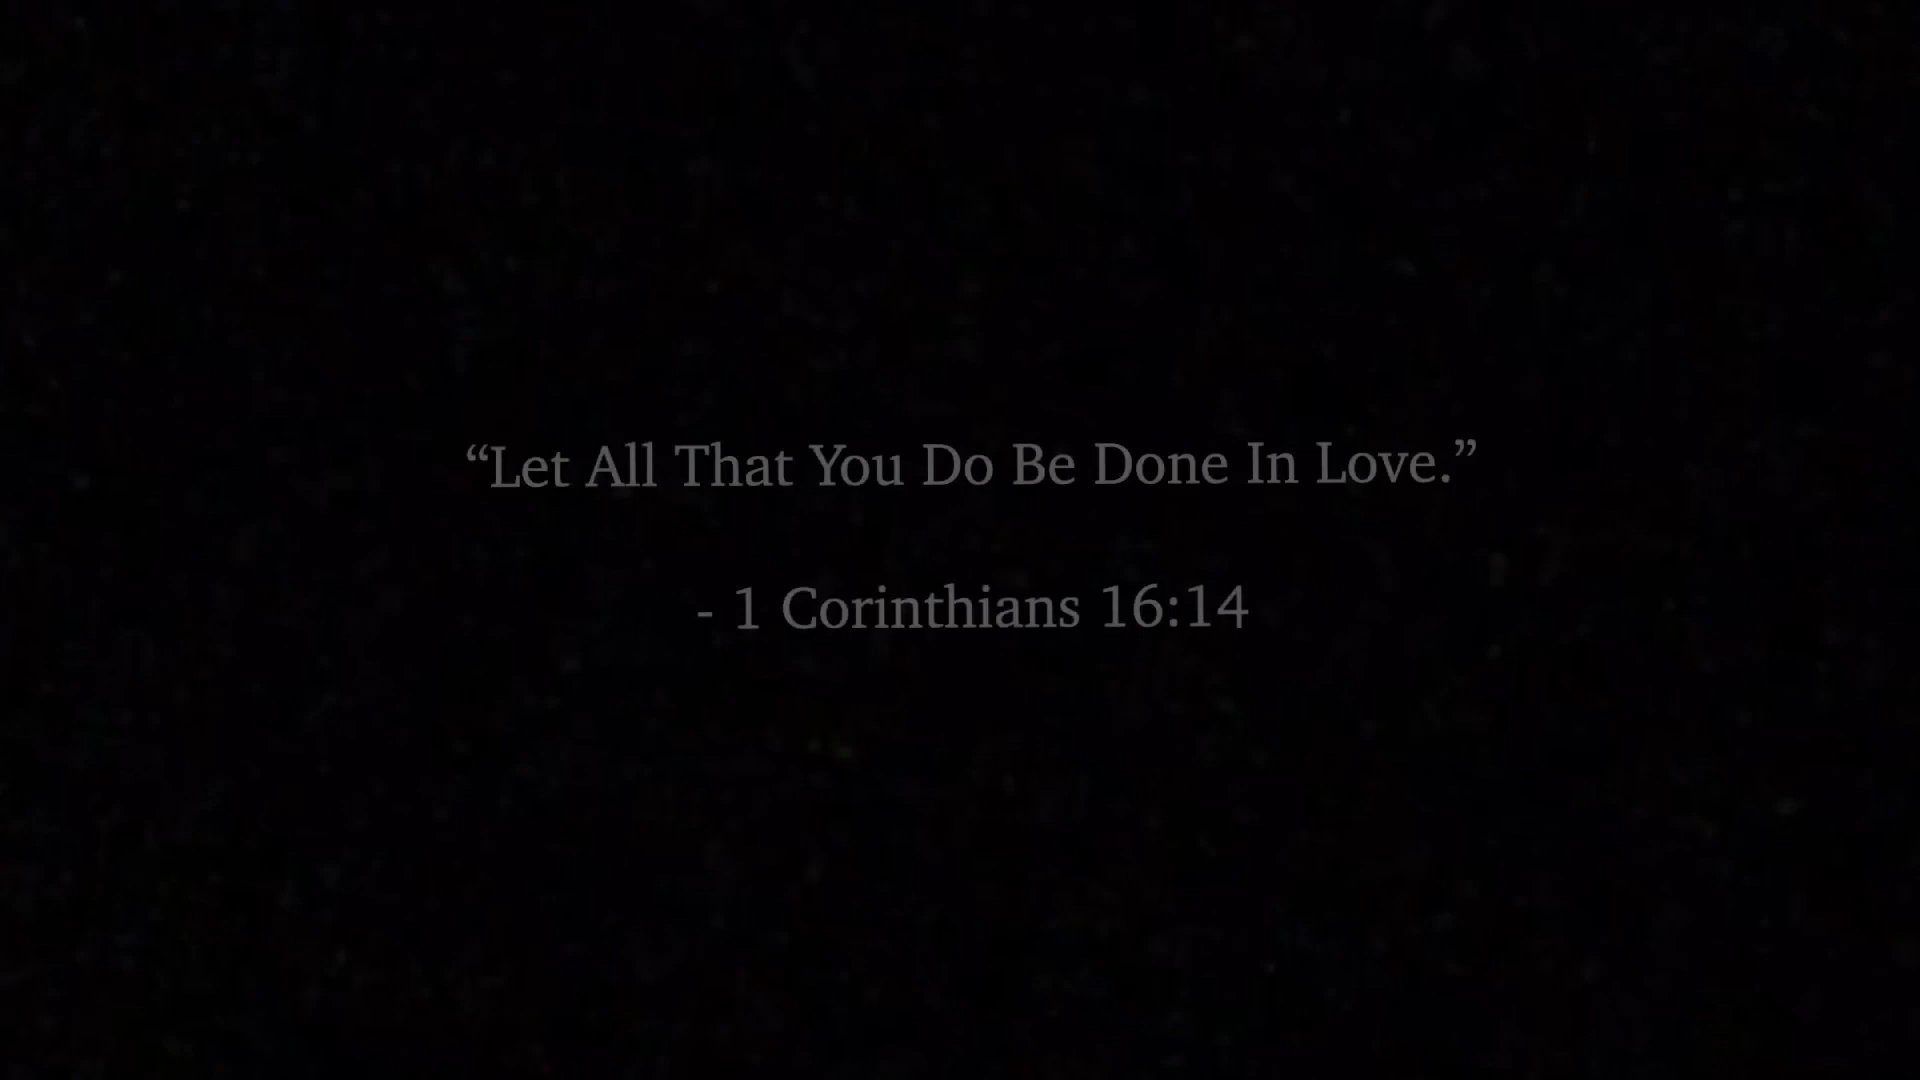 “Let All That You Do Be Done In Love.”
- 1 Corinthians 16:14